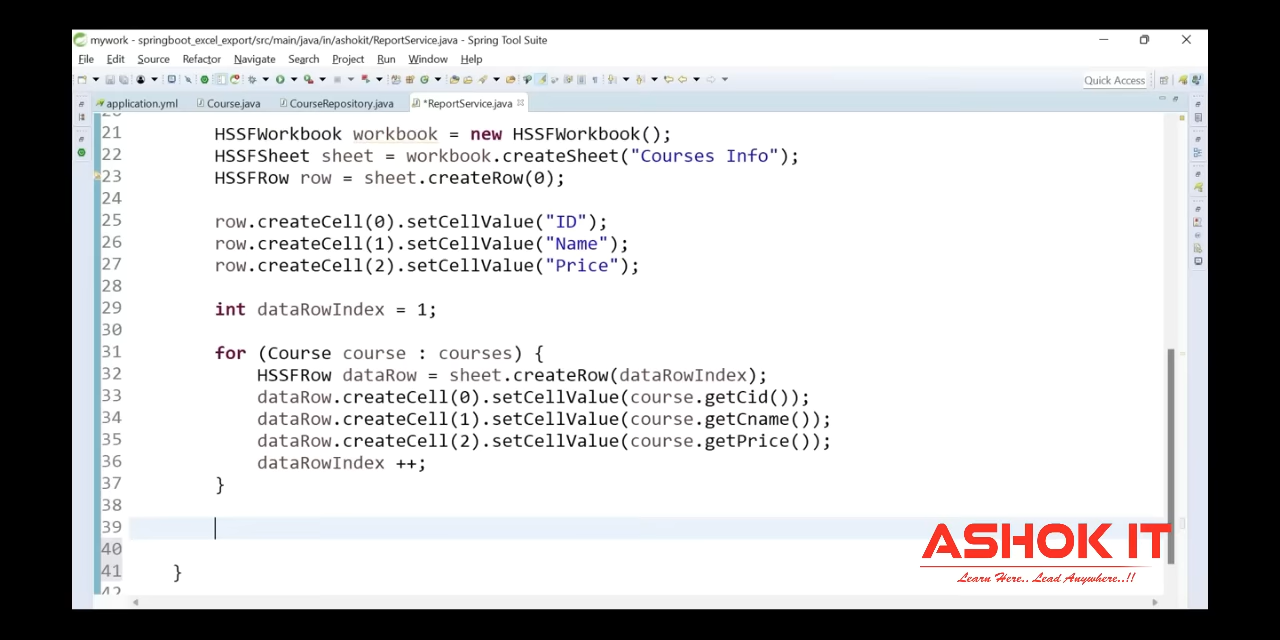 mywork - springboot_excel_export/src/main/java/in/ashokit/ReportService.java - Spring Tool Suite
File Edit Source Refactor Navigate Search Project Run Window Help
Quick Access
application.yml Course.java CourseRepository.java *ReportService.java
21 HSSFWorkbook workbook = new HSSFWorkbook();
22 HSSFSheet sheet = workbook.createSheet("Courses Info");
23 HSSFRow row = sheet.createRow(0);
24
25 row.createCell(0).setCellValue("ID");
26 row.createCell(1).setCellValue("Name");
27 row.createCell(2).setCellValue("Price");
28
29 int dataRowIndex = 1;
30
31 for (Course course : courses) {
32 HSSFRow dataRow = sheet.createRow(dataRowIndex);
33 dataRow.createCell(0).setCellValue(course.getCid());
34 dataRow.createCell(1).setCellValue(course.getCname());
35 dataRow.createCell(2).setCellValue(course.getPrice());
36 dataRowIndex ++;
37 }
38
39
40
41 }
42
ASHOK IT
Learn Here.. Lead Anywhere..!!